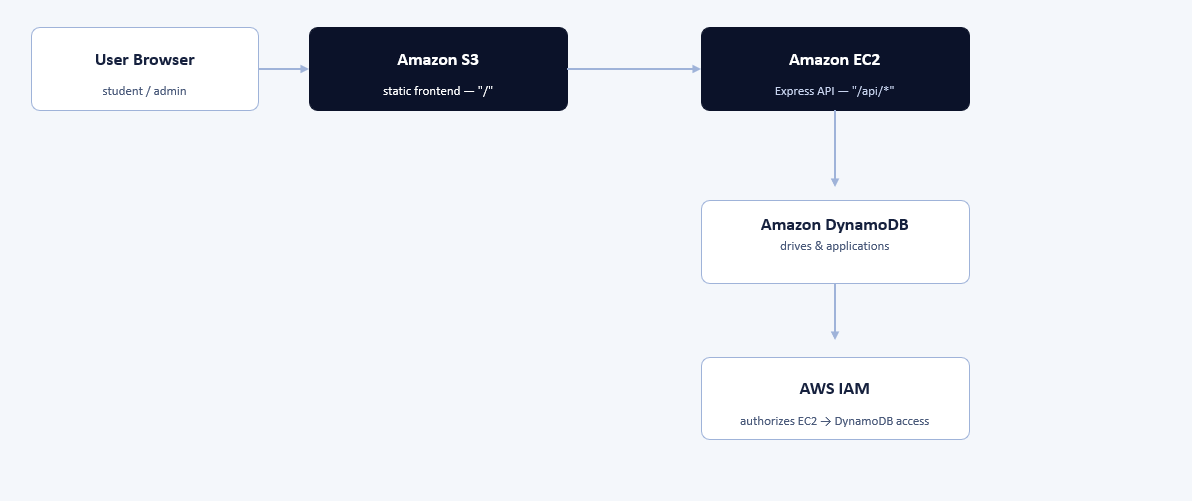 User Browser
student / admin
Amazon S3
static frontend — "/"
Amazon EC2
Express API — "/api/*"
Amazon DynamoDB
drives & applications
AWS IAM
authorizes EC2 → DynamoDB access